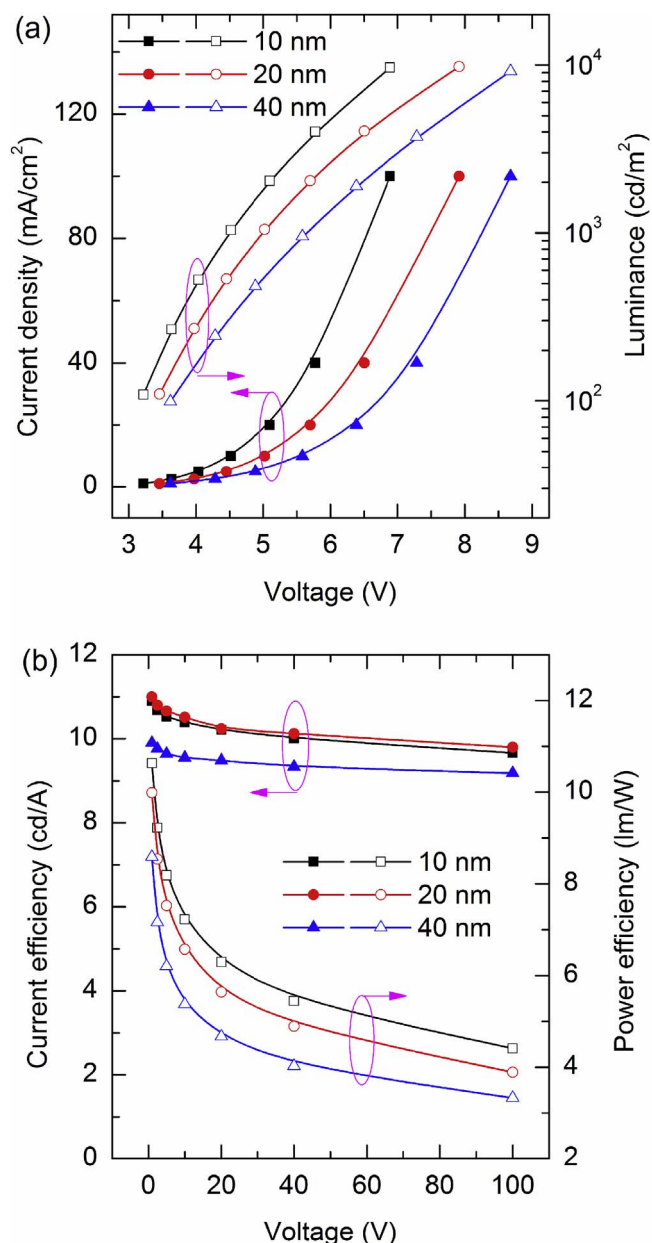 (a)
10 nm
20 nm
40 nm
Current density (mA/cm²)
0
40
80
120
Luminance (cd/m²)
10⁴
10³
10²
3 4 5 6 7 8 9
Voltage (V)
(b)
Current efficiency (cd/A)
12
10
8
6
4
2
0
Power efficiency (lm/W)
12
10
8
6
4
2
10 nm
20 nm
40 nm
0 20 40 60 80 100
Voltage (V)